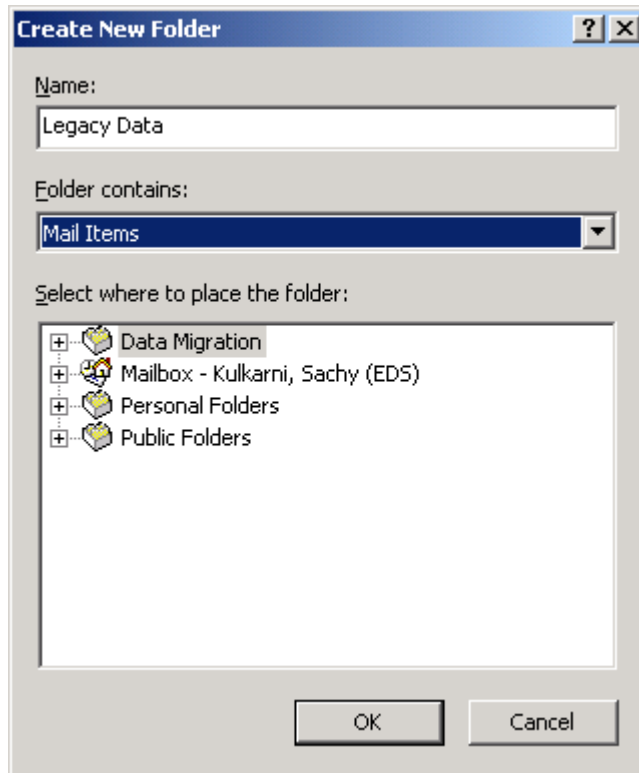 Create New Folder
Name:
Legacy Data
Folder contains:
Mail Items
Select where to place the folder:
Data Migration
Mailbox - Kulkarni, Sachy (EDS)
Personal Folders
Public Folders
OK Cancel